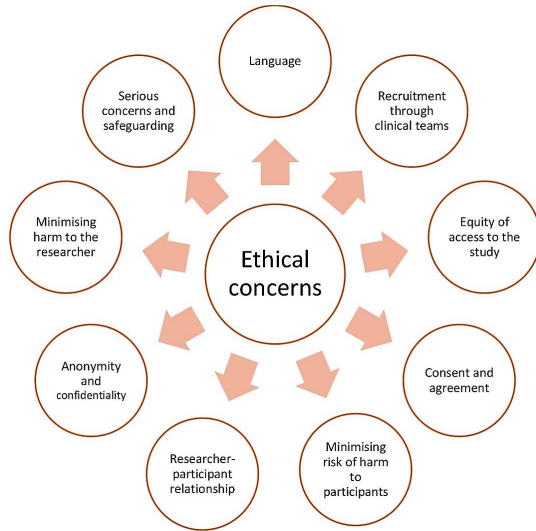 Language
Recruitment
through
clinical teams
Equity of
access to the
study
Consent and
agreement
Minimising
risk of harm
to
participants
Researcher-
participant
relationship
Anonymity
and
confidentiality
Minimising
harm to the
researcher
Serious
concerns and
safeguarding
Ethical
concerns